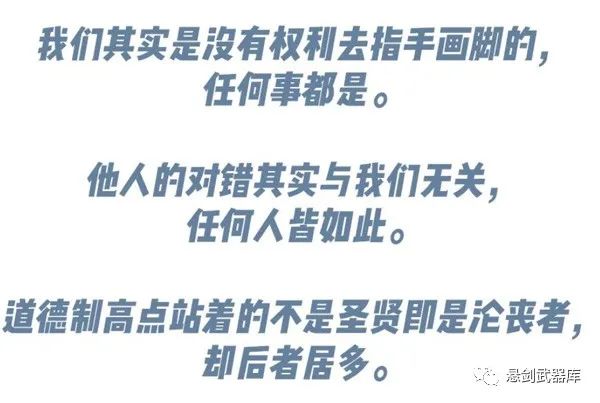 我们其实是没有权利去指手画脚的，
任何事都是。
他人的对错其实与我们无关，
任何人皆如此。
道德制高点站着的不是圣贤即是沦丧者，
却后者居多。
悬剑武器库